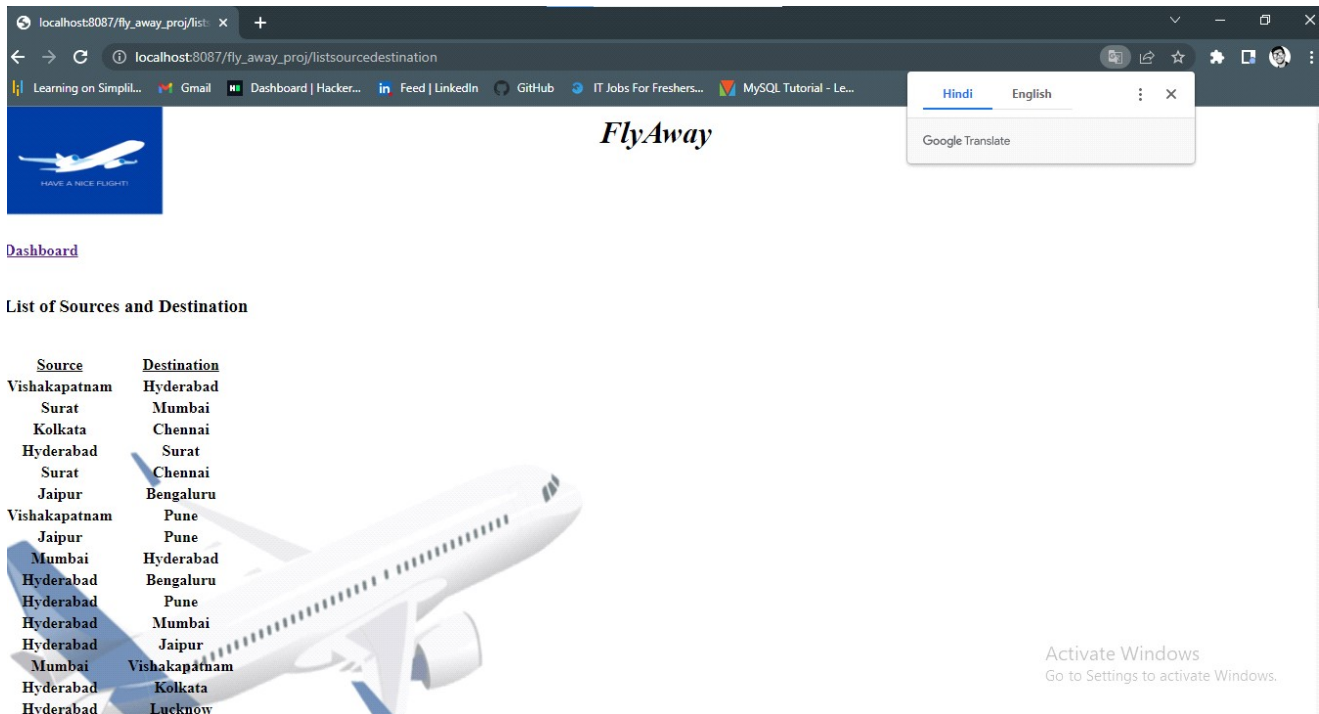 localhost:8087/fly_away_proj/list
localhost:8087/fly_away_proj/listsourcedestination
Learning on Simplil... Gmail Dashboard | Hacker... Feed | LinkedIn GitHub IT Jobs For Freshers... MySQL Tutorial - Le...
Hindi English
Google Translate
FlyAway
HAVE A NICE FLIGHT!
Dashboard
List of Sources and Destination
Source Destination
Vishakapatnam Hyderabad
Surat Mumbai
Kolkata Chennai
Hyderabad Surat
Surat Chennai
Jaipur Bengaluru
Vishakapatnam Pune
Jaipur Pune
Mumbai Hyderabad
Hyderabad Bengaluru
Hyderabad Pune
Hyderabad Mumbai
Hyderabad Jaipur
Mumbai Vishakapatnam
Hyderabad Kolkata
Hyderabad Lucknow
Activate Windows
Go to Settings to activate Windows.